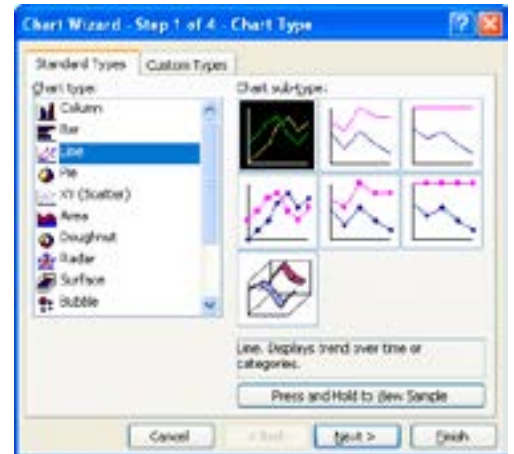 Chart Wizard - Step 1 of 4 - Chart Type
Standard Types
Custom Types
Chart type:
Column
Bar
Line
Pie
XY (Scatter)
Area
Doughnut
Radar
Surface
Bubble
Chart sub-type:
Line. Displays trend over time or
categories.
Press and Hold to View Sample
Cancel
< Back
Next >
Finish